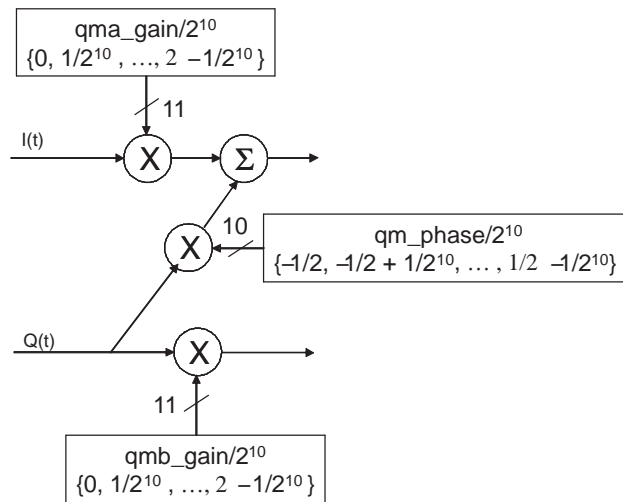 qma_gain/2¹⁰
{0, 1/2¹⁰ , …, 2 −1/2¹⁰ }
11
I(t)
X
Σ
10
X
qm_phase/2¹⁰
{−1/2, −1/2 + 1/2¹⁰, … , 1/2 −1/2¹⁰}
Q(t)
X
11
qmb_gain/2¹⁰
{0, 1/2¹⁰ , …, 2 −1/2¹⁰ }